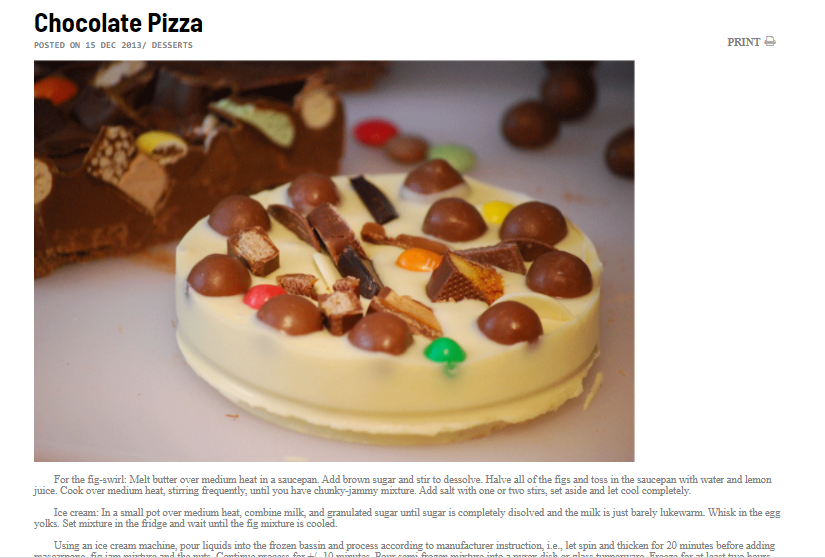 Chocolate Pizza
POSTED ON 15 DEC 2013/ DESSERTS
PRINT
For the fig-swirl: Melt butter over medium heat in a saucepan. Add brown sugar and stir to dessolve. Halve all of the figs and toss in the saucepan with water and lemon
juice. Cook over medium heat, stirring frequently, until you have chunky-jammy mixture. Add salt with one or two stirs, set aside and let cool completely.
Ice cream: In a small pot over medium heat, combine milk, and granulated sugar until sugar is completely disolved and the milk is just barely lukewarm. Whisk in the egg
yolks. Set mixture in the fridge and wait until the fig mixture is cooled.
Using an ice cream machine, pour liquids into the frozen bassin and process according to manufacturer instruction, i.e., let spin and thicken for 20 minutes before adding